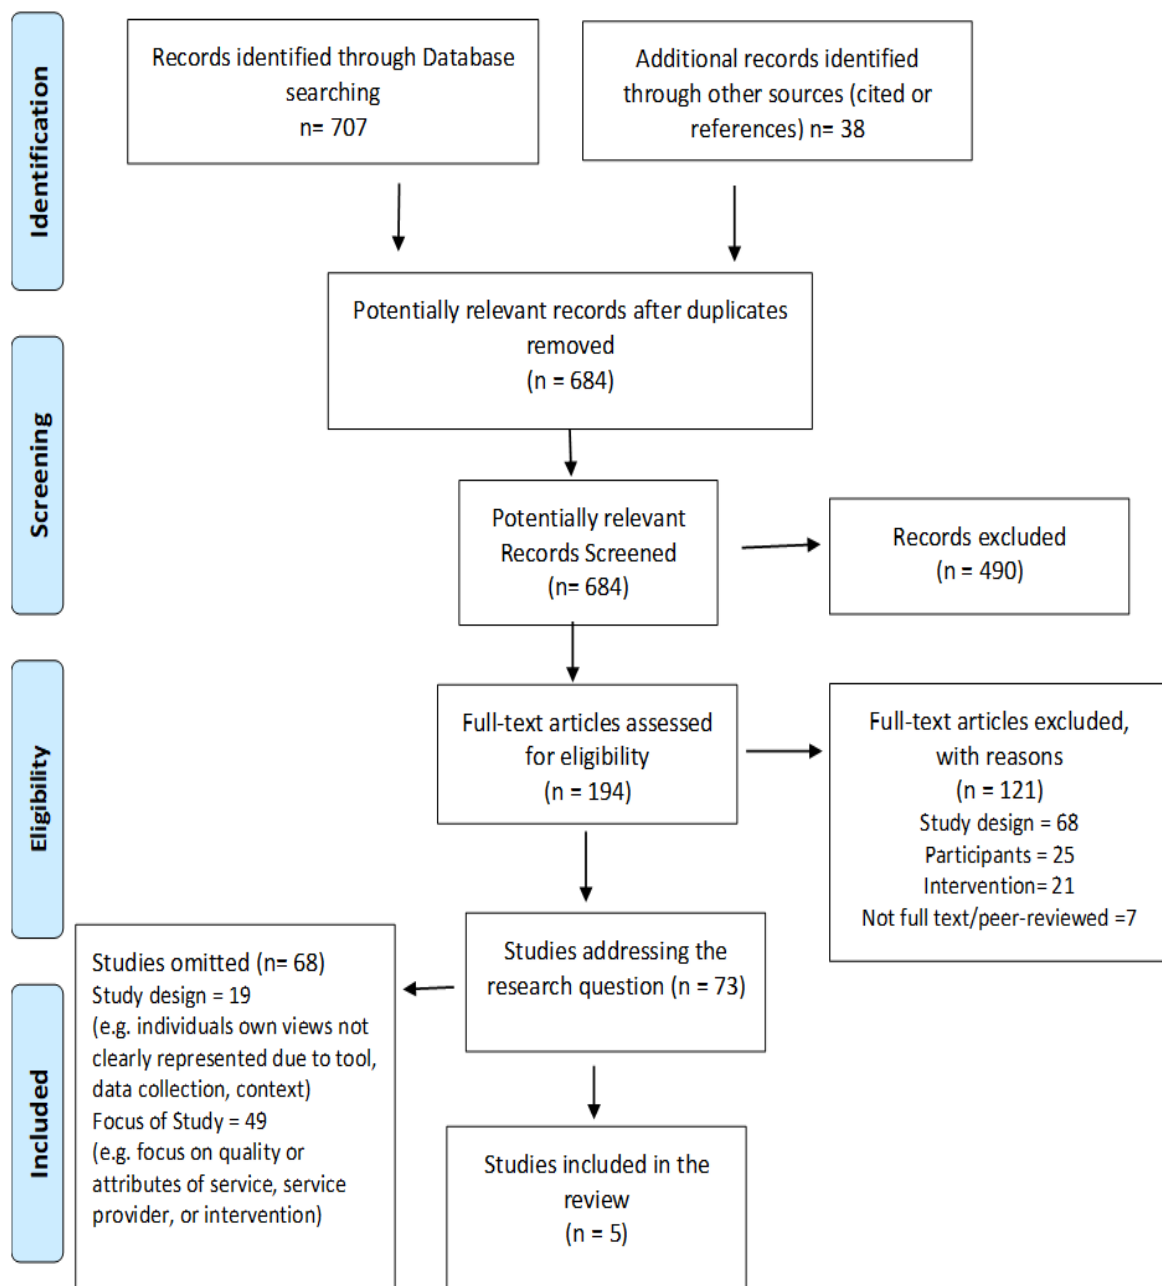 Identification
Records identified through Database
searching
n= 707
Additional records identified
through other sources (cited or
references) n= 38
Potentially relevant records after duplicates
removed
(n = 684)
Screening
Potentially relevant
Records Screened
(n= 684)
Records excluded
(n = 490)
Eligibility
Full-text articles assessed
for eligibility
(n = 194)
Full-text articles excluded,
with reasons
(n = 121)
Study design = 68
Participants = 25
Intervention= 21
Not full text/peer-reviewed =7
Studies addressing the
research question (n = 73)
Studies omitted (n= 68)
Study design = 19
(e.g. individuals own views not
clearly represented due to tool,
data collection, context)
Focus of Study = 49
(e.g. focus on quality or
attributes of service, service
provider, or intervention)
Included
Studies included in the
review
(n = 5)